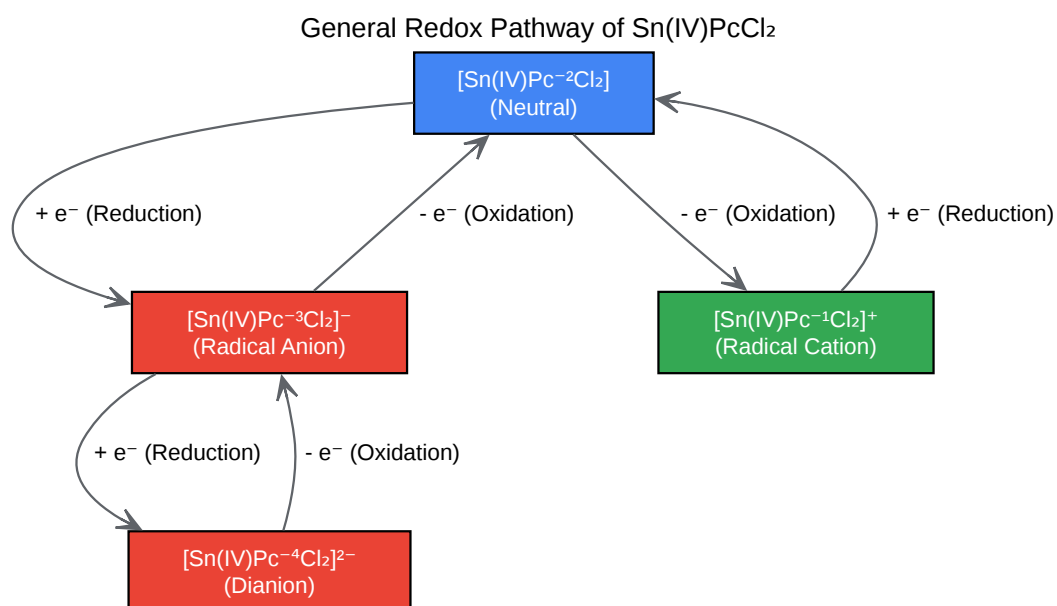 General Redox Pathway of Sn(IV)PcCl₂
[Sn(IV)Pc⁻²Cl₂]
(Neutral)
+ e⁻ (Reduction)
- e⁻ (Oxidation)
- e⁻ (Oxidation)
+ e⁻ (Reduction)
[Sn(IV)Pc⁻³Cl₂]⁻
(Radical Anion)
[Sn(IV)Pc⁻¹Cl₂]⁺
(Radical Cation)
+ e⁻ (Reduction)
- e⁻ (Oxidation)
[Sn(IV)Pc⁻⁴Cl₂]²⁻
(Dianion)